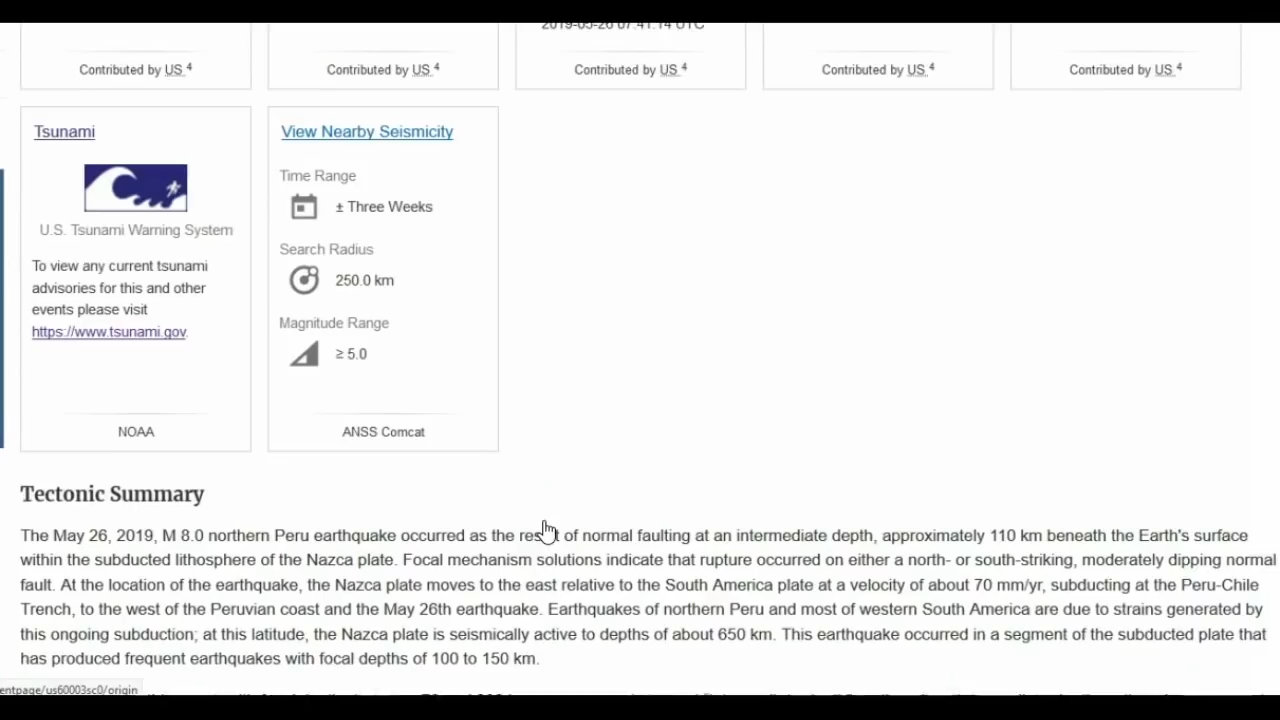 2019-05-26 07:41:14 UTC
Contributed by US 4
Contributed by US 4
Contributed by US 4
Contributed by US 4
Contributed by US 4
Tsunami
View Nearby Seismicity
U.S. Tsunami Warning System
To view any current tsunami
advisories for this and other
events please visit
https://www.tsunami.gov.
NOAA
Time Range
± Three Weeks
Search Radius
250.0 km
Magnitude Range
≥ 5.0
ANSS Comcat
Tectonic Summary
The May 26, 2019, M 8.0 northern Peru earthquake occurred as the result of normal faulting at an intermediate depth, approximately 110 km beneath the Earth's surface
within the subducted lithosphere of the Nazca plate. Focal mechanism solutions indicate that rupture occurred on either a north- or south-striking, moderately dipping normal
fault. At the location of the earthquake, the Nazca plate moves to the east relative to the South America plate at a velocity of about 70 mm/yr, subducting at the Peru-Chile
Trench, to the west of the Peruvian coast and the May 26th earthquake. Earthquakes of northern Peru and most of western South America are due to strains generated by
this ongoing subduction; at this latitude, the Nazca plate is seismically active to depths of about 650 km. This earthquake occurred in a segment of the subducted plate that
has produced frequent earthquakes with focal depths of 100 to 150 km.
entpage/us60003sc0/origin